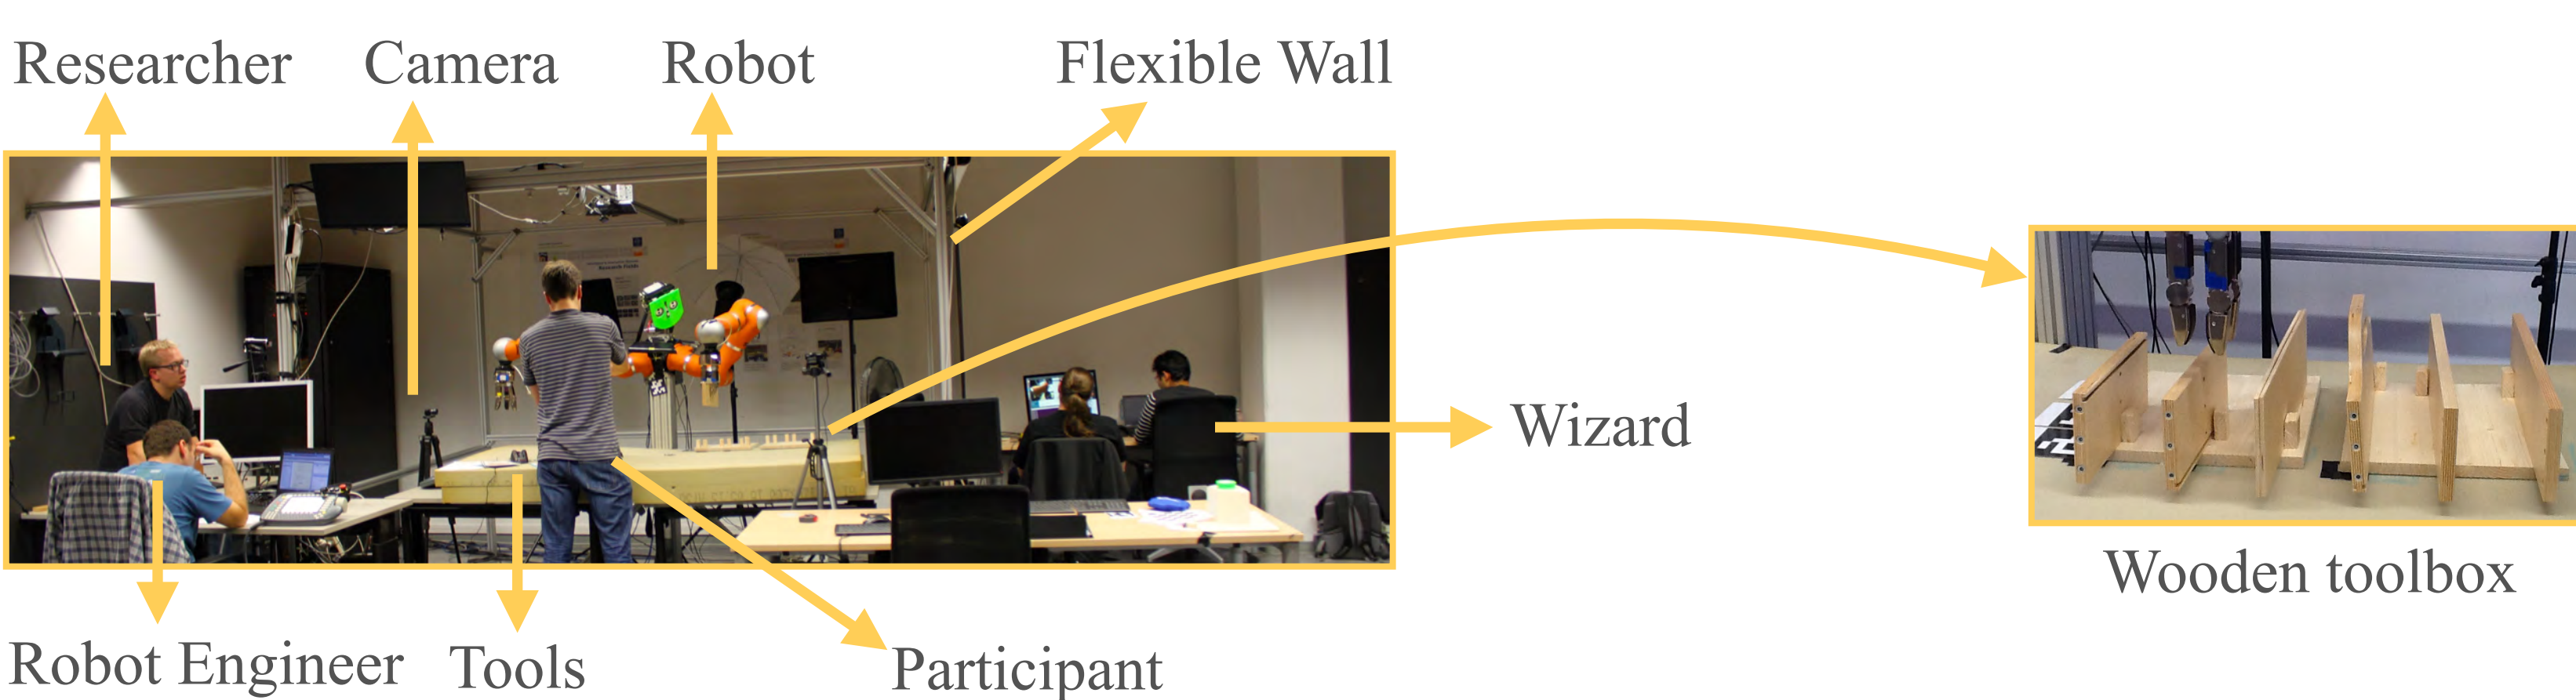 Researcher
Camera
Robot
Flexible Wall
Wizard
Wooden toolbox
Robot Engineer
Tools
Participant